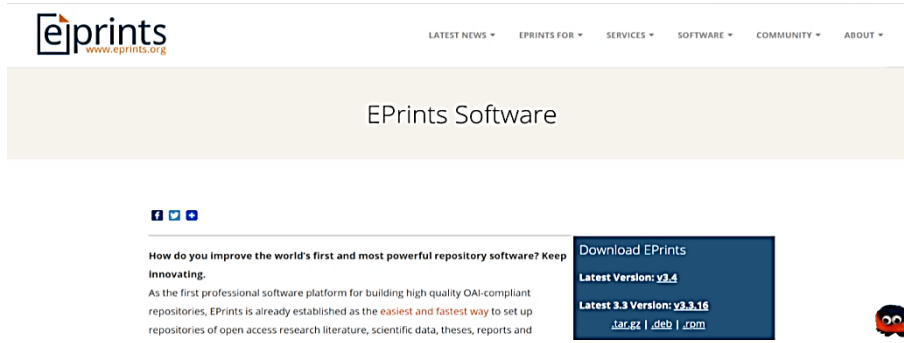 eprints
www.eprints.org
LATEST NEWS EPRINTS FOR SERVICES SOFTWARE COMMUNITY ABOUT
EPrints Software
How do you improve the world's first and most powerful repository software? Keep
innovating.
As the first professional software platform for building high quality OAI-compliant
repositories, EPrints is already established as the easiest and fastest way to set up
repositories of open access research literature, scientific data, theses, reports and
Download EPrints
Latest Version: v3.4
Latest 3.3 Version: v3.3.16
.tar.gz | .deb | .rpm